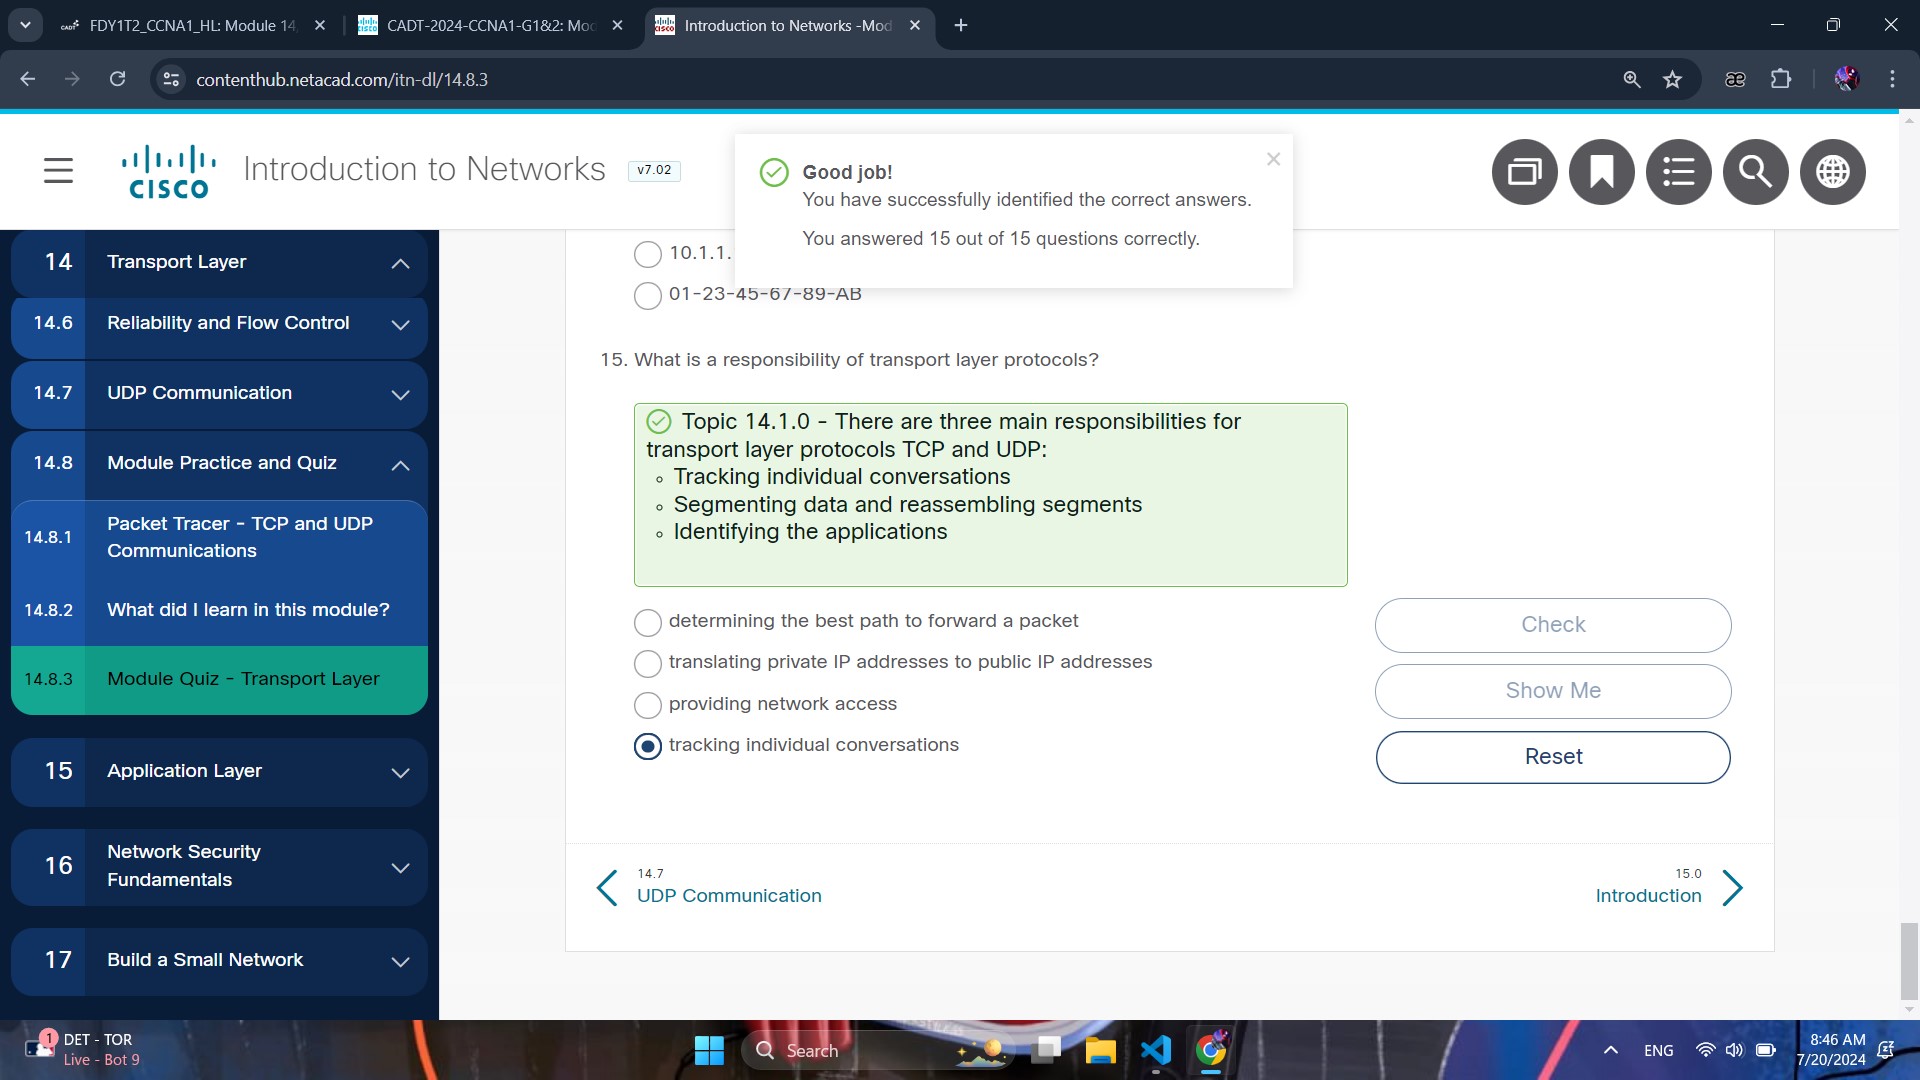 FDY1T2_CCNA1_HL: Module 14,
CADT-2024-CCNA1-G1&2: Mod
Introduction to Networks -Mod
contenthub.netacad.com/itn-dl/14.8.3
CISCO
Introduction to Networks
v7.02
Good job!
You have successfully identified the correct answers.
You answered 15 out of 15 questions correctly.
14 Transport Layer
14.6 Reliability and Flow Control
14.7 UDP Communication
14.8 Module Practice and Quiz
14.8.1 Packet Tracer - TCP and UDP
Communications
14.8.2 What did I learn in this module?
14.8.3 Module Quiz - Transport Layer
15 Application Layer
16 Network Security
Fundamentals
17 Build a Small Network
10.1.1.
01-23-45-67-89-AB
15. What is a responsibility of transport layer protocols?
Topic 14.1.0 - There are three main responsibilities for
transport layer protocols TCP and UDP:
Tracking individual conversations
Segmenting data and reassembling segments
Identifying the applications
determining the best path to forward a packet
translating private IP addresses to public IP addresses
providing network access
tracking individual conversations
Check
Show Me
Reset
14.7
UDP Communication
15.0
Introduction
1
DET - TOR
Live - Bot 9
Search
ENG
8:46 AM
7/20/2024